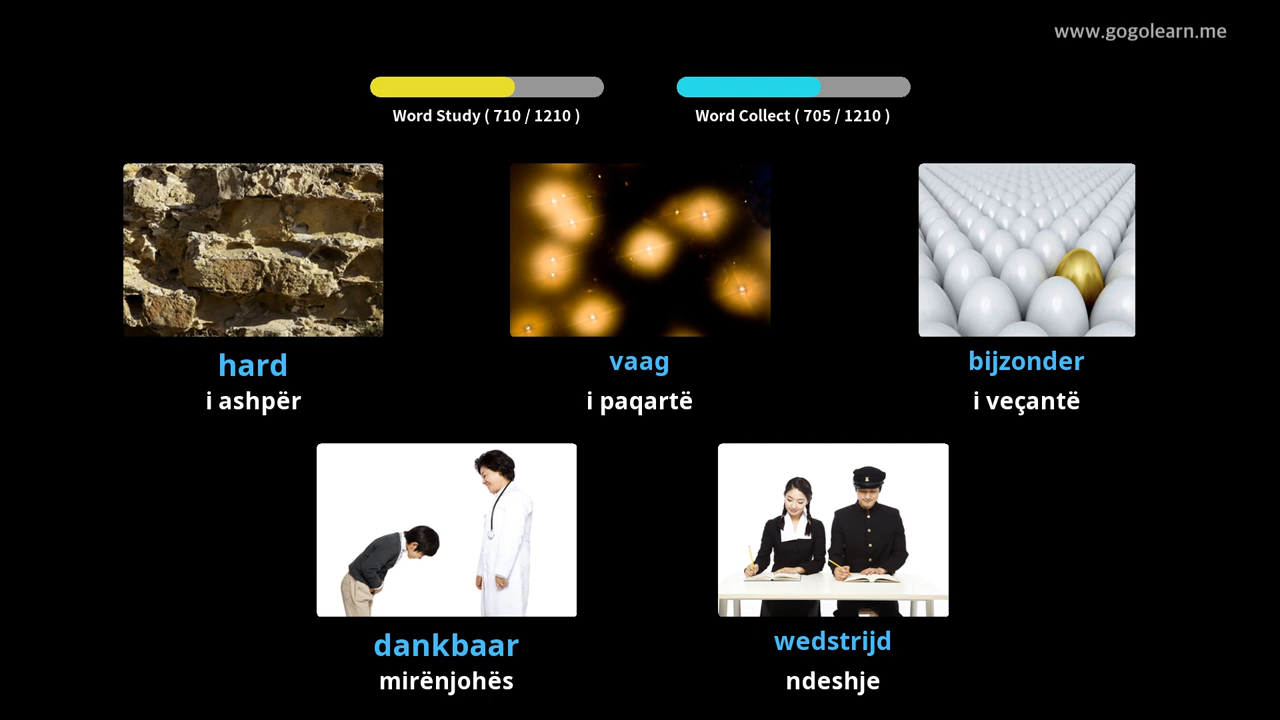 www.gogolearn.me
Word Study ( 710 / 1210 )
Word Collect ( 705 / 1210 )
hard
i ashpër
vaag
i paqartë
bijzonder
i veçantë
dankbaar
mirënjohës
wedstrijd
ndeshje